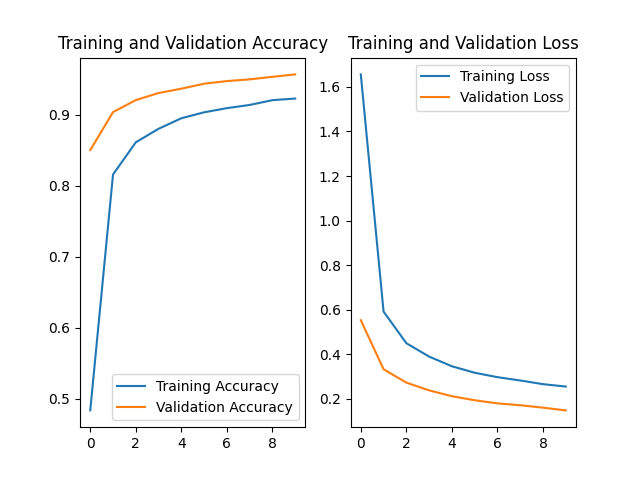 Training and Validation Accuracy
0.9
0.8
0.7
0.6
0.5
Training Accuracy
Validation Accuracy
0 2 4 6 8
Training and Validation Loss
1.6
1.4
1.2
1.0
0.8
0.6
0.4
0.2
Training Loss
Validation Loss
0 2 4 6 8